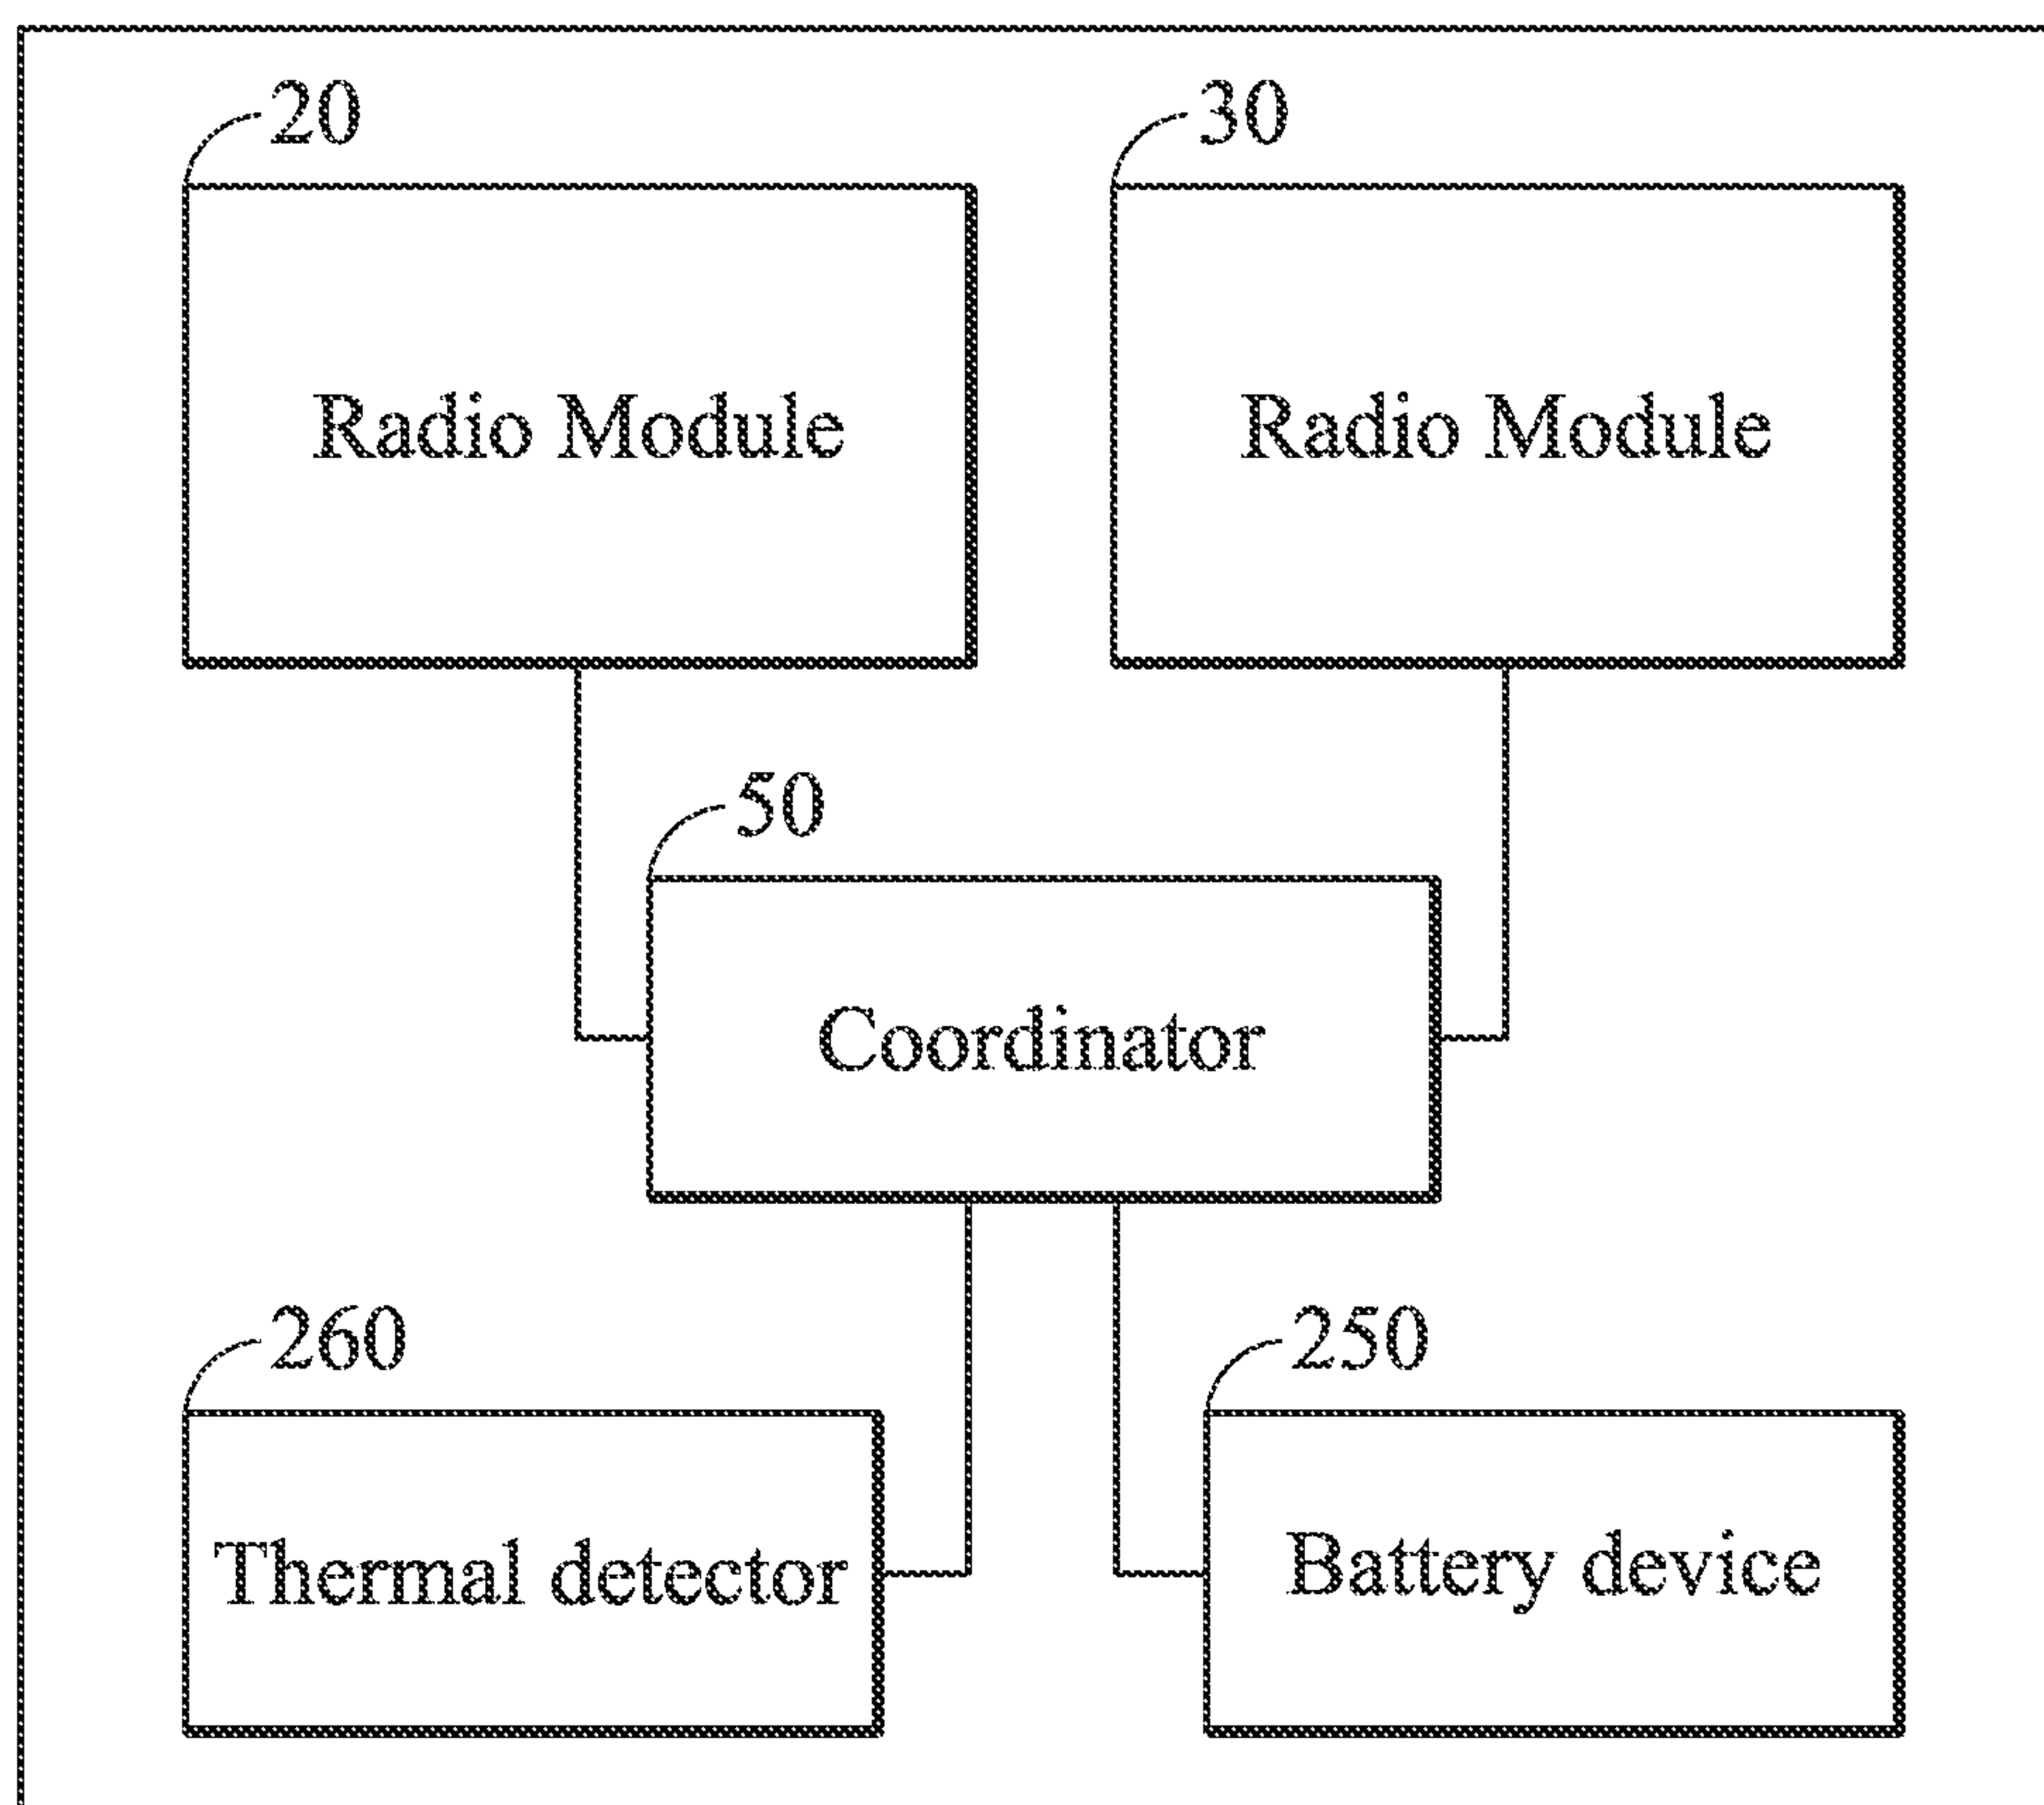 20
30
Radio Module
Radio Module
50
Coordinator
260
250
Thermal detector
Battery device